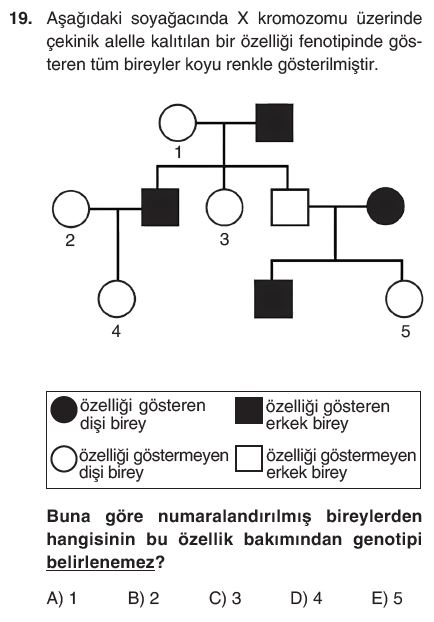 19. Aşağıdaki soyağacında X kromozomu üzerinde
çekinik alelle kalıtılan bir özelliği fenotipinde gös-
teren tüm bireyler koyu renkle gösterilmiştir.
1
2
3
4
5
özelliği gösteren
dişi birey
özelliği gösteren
erkek birey
özelliği göstermeyen
dişi birey
özelliği göstermeyen
erkek birey
Buna göre numaralandırılmış bireylerden
hangisinin bu özellik bakımından genotipi
belirlenemez?
A) 1 B) 2 C) 3 D) 4 E) 5